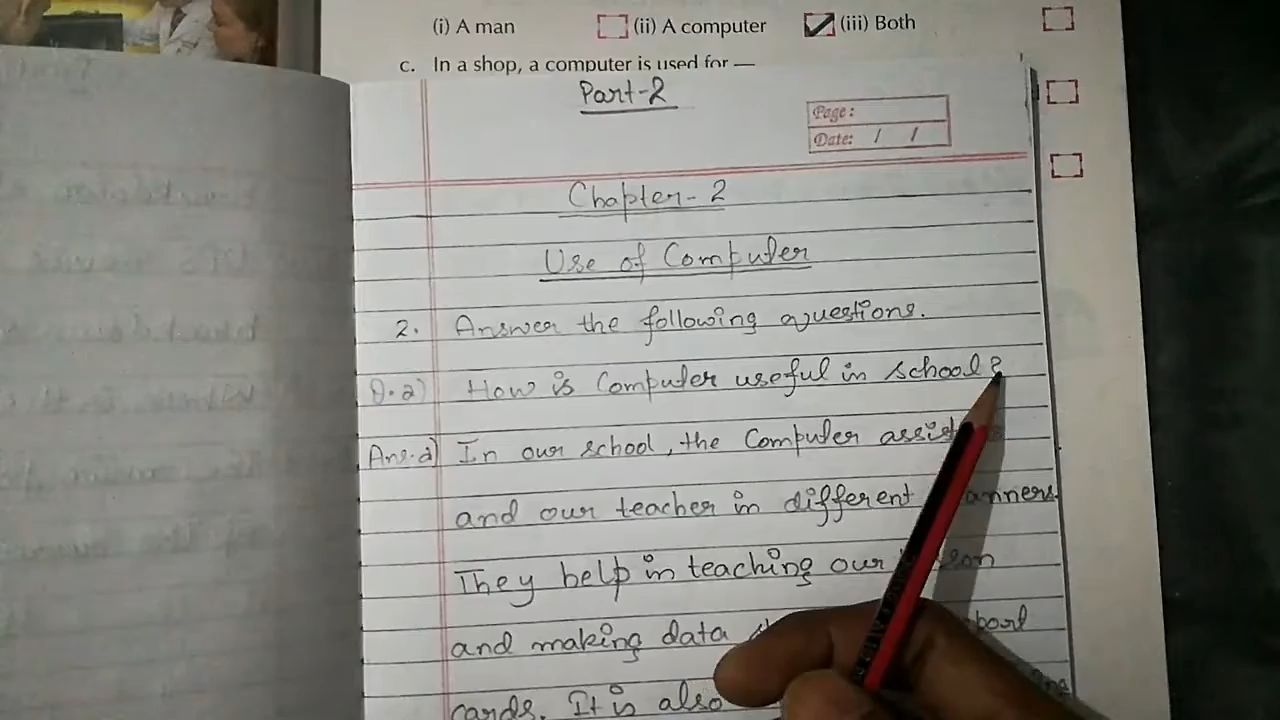 (i) A man (ii) A computer (iii) Both
c. In a shop, a computer is used for —
Part-2
Page:
Date: / /
Chapter-2
Use of Computer
2. Answer the following questions.
Q.a) How is Computer useful in school?
Ans.a) In our school, the Computer
and our teacher in different
They help in teaching our
and making data
cards. It is also